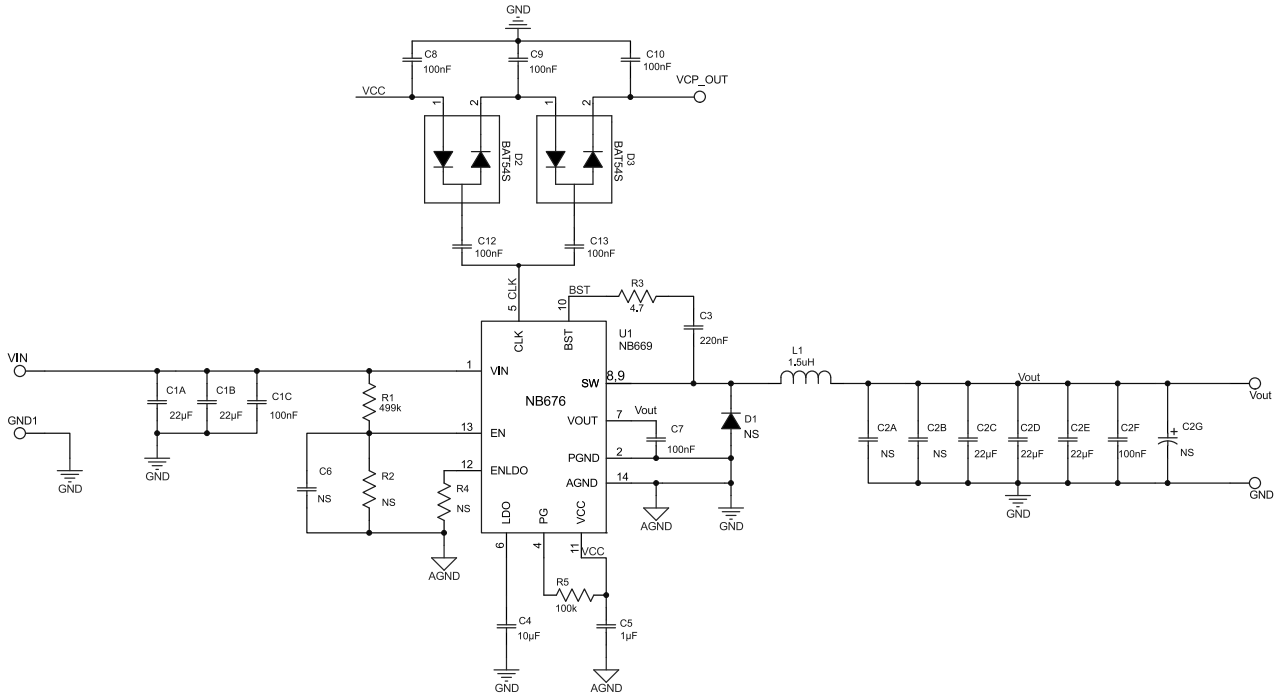 GND
C8
100nF
C9
100nF
C10
100nF
VCP_OUT
VCC
1
2
1
2
D2
BAT54S
D3
BAT54S
C12
100nF
C13
100nF
5 CLK
10
BST
R3
4.7
C3
220nF
CLK
BST
U1
NB669
VIN
1
VIN
SW
8,9
L1
1.5uH
Vout
Vout
C1A
22µF
C1B
22µF
C1C
100nF
R1
499k
NB676
VOUT
7
Vout
C7
100nF
D1
NS
GND1
GND
GND
13
EN
PGND
2
C2A
NS
C2B
NS
C2C
22µF
C2D
22µF
C2E
22µF
C2F
100nF
+
C2G
NS
C6
NS
R2
NS
12
ENLDO
R4
NS
AGND
14
AGND
GND
GND
GND
LDO
PG
VCC
6
4
11
VCC
AGND
R5
100k
C4
10µF
C5
1µF
GND
AGND